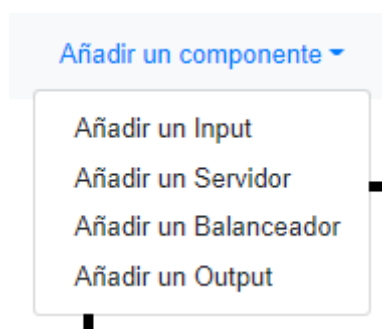 Añadir un componente
Añadir un Input
Añadir un Servidor
Añadir un Balanceador
Añadir un Output